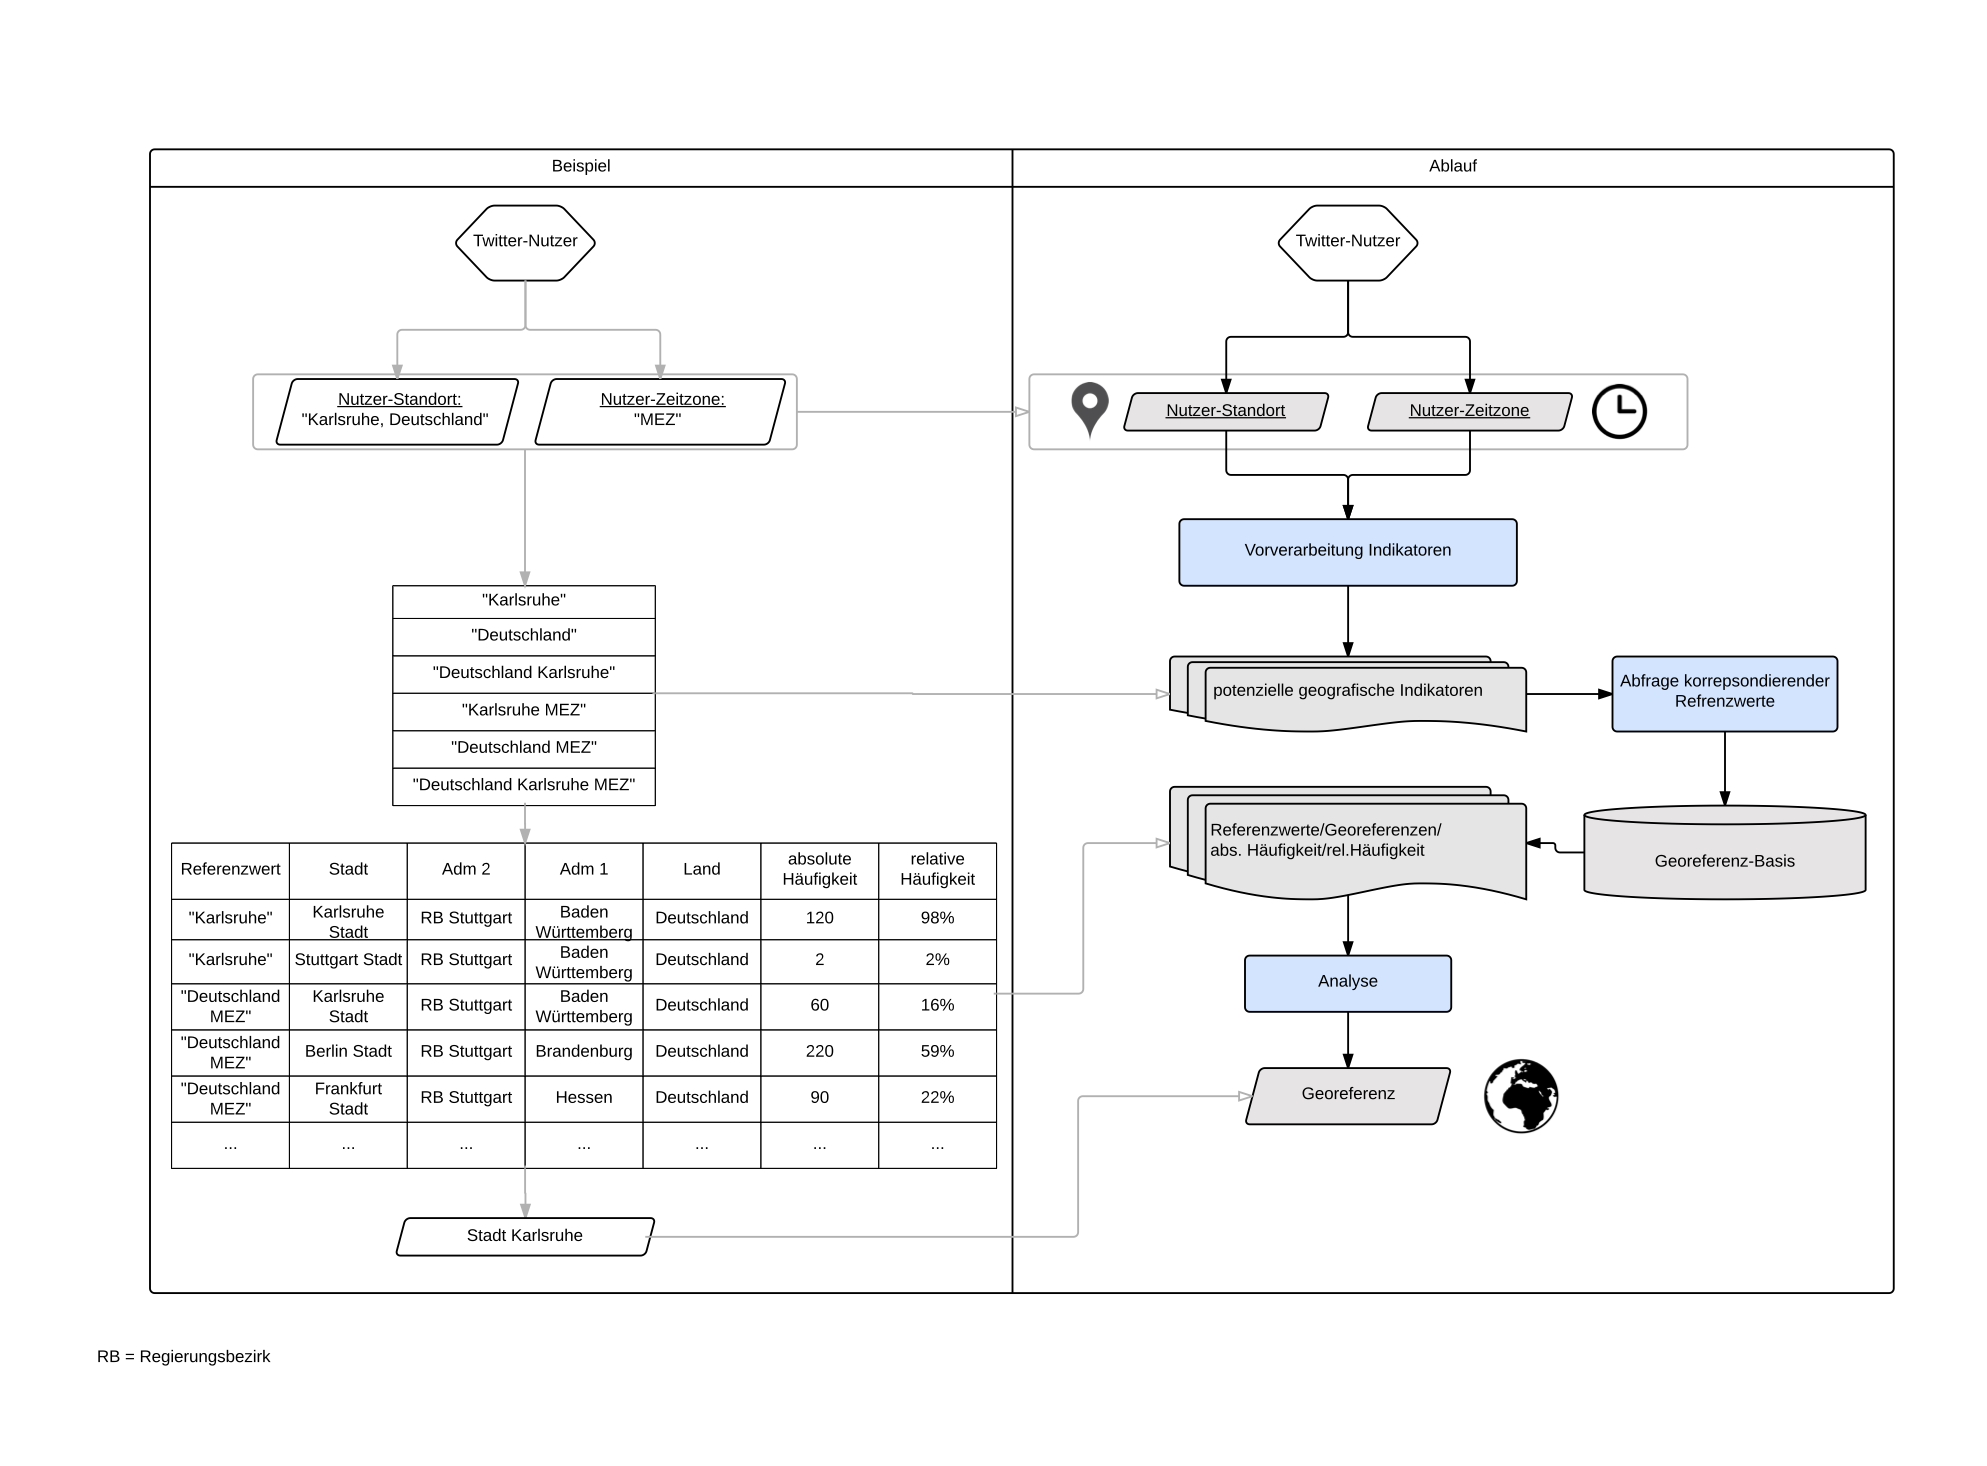 Beispiel
Twitter-Nutzer
Nutzer-Standort:
"Karlsruhe, Deutschland"
Nutzer-Zeitzone:
"MEZ"
"Karlsruhe"
"Deutschland"
"Deutschland Karlsruhe"
"Karlsruhe MEZ"
"Deutschland MEZ"
"Deutschland Karlsruhe MEZ"
Referenzwert
Stadt
Adm 2
Adm 1
Land
absolute
Häufigkeit
relative
Häufigkeit
"Karlsruhe"
Karlsruhe
Stadt
RB Stuttgart
Baden
Württemberg
Deutschland
120
98%
"Karlsruhe"
Stuttgart Stadt
RB Stuttgart
Baden
Württemberg
Deutschland
2
2%
"Deutschland
MEZ"
Karlsruhe
Stadt
RB Stuttgart
Baden
Württemberg
Deutschland
60
16%
"Deutschland
MEZ"
Berlin Stadt
RB Stuttgart
Brandenburg
Deutschland
220
59%
"Deutschland
MEZ"
Frankfurt
Stadt
RB Stuttgart
Hessen
Deutschland
90
22%
...
...
...
...
...
...
...
Stadt Karlsruhe
Ablauf
Twitter-Nutzer
Nutzer-Standort
Nutzer-Zeitzone
Vorverarbeitung Indikatoren
potenzielle geografische Indikatoren
Abfrage korrepsondierender
Refrenzwerte
Georeferenz-Basis
Referenzwerte/Georeferenzen/
abs. Häufigkeit/rel.Häufigkeit
Analyse
Georeferenz
RB = Regierungsbezirk